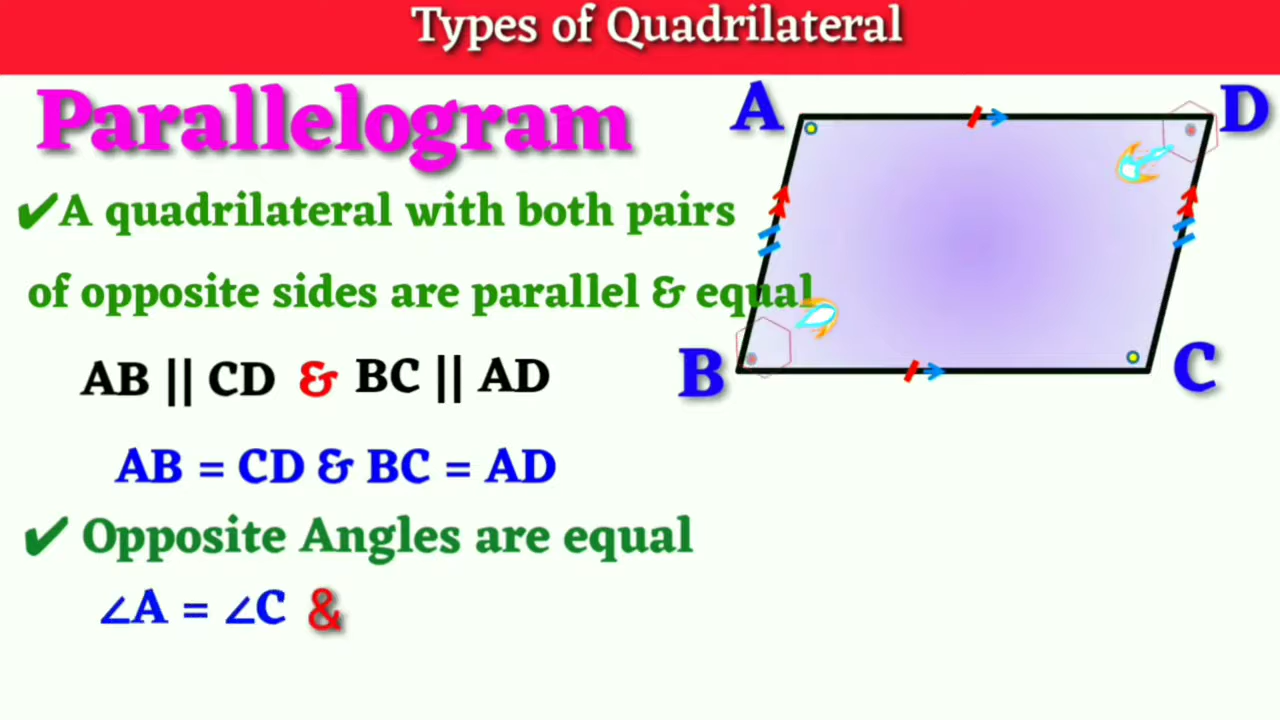 Types of Quadrilateral
Parallelogram
✔A quadrilateral with both pairs
of opposite sides are parallel & equal
AB || CD & BC || AD
AB = CD & BC = AD
✔ Opposite Angles are equal
∠A = ∠C &
A
D
B
C